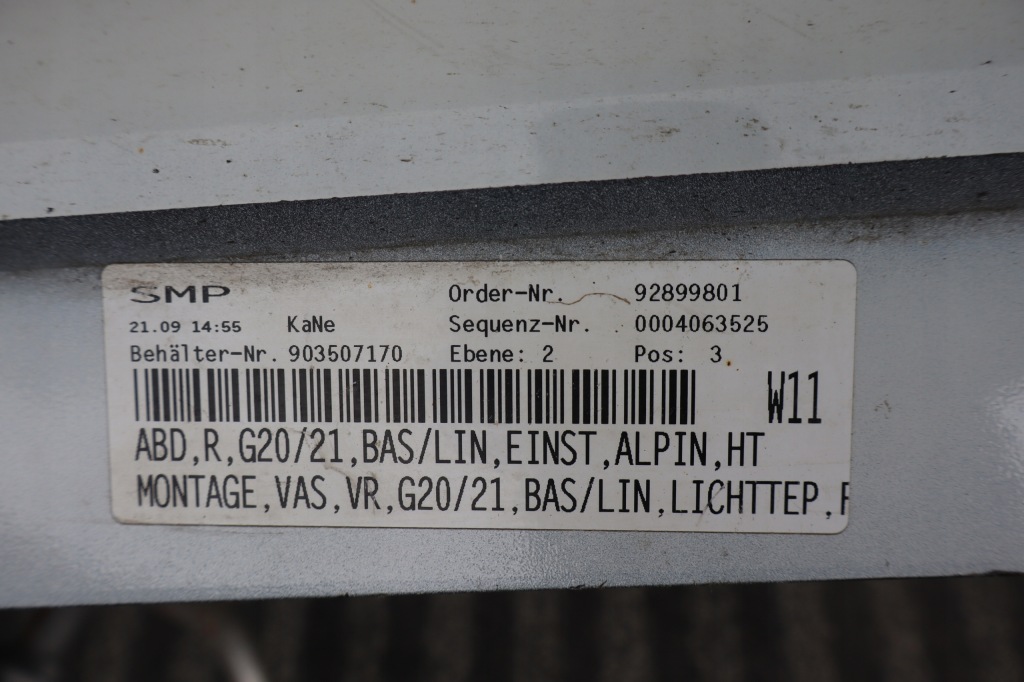 SMP Order-Nr. 92899801
21.09 14:55 KaNe Sequenz-Nr. 0004063525
Behälter-Nr. 903507170 Ebene: 2 Pos: 3
W11
ABD,R,G20/21,BAS/LIN,EINST,ALPIN,HT
MONTAGE,VAS,VR,G20/21,BAS/LIN,LICHTTEP,